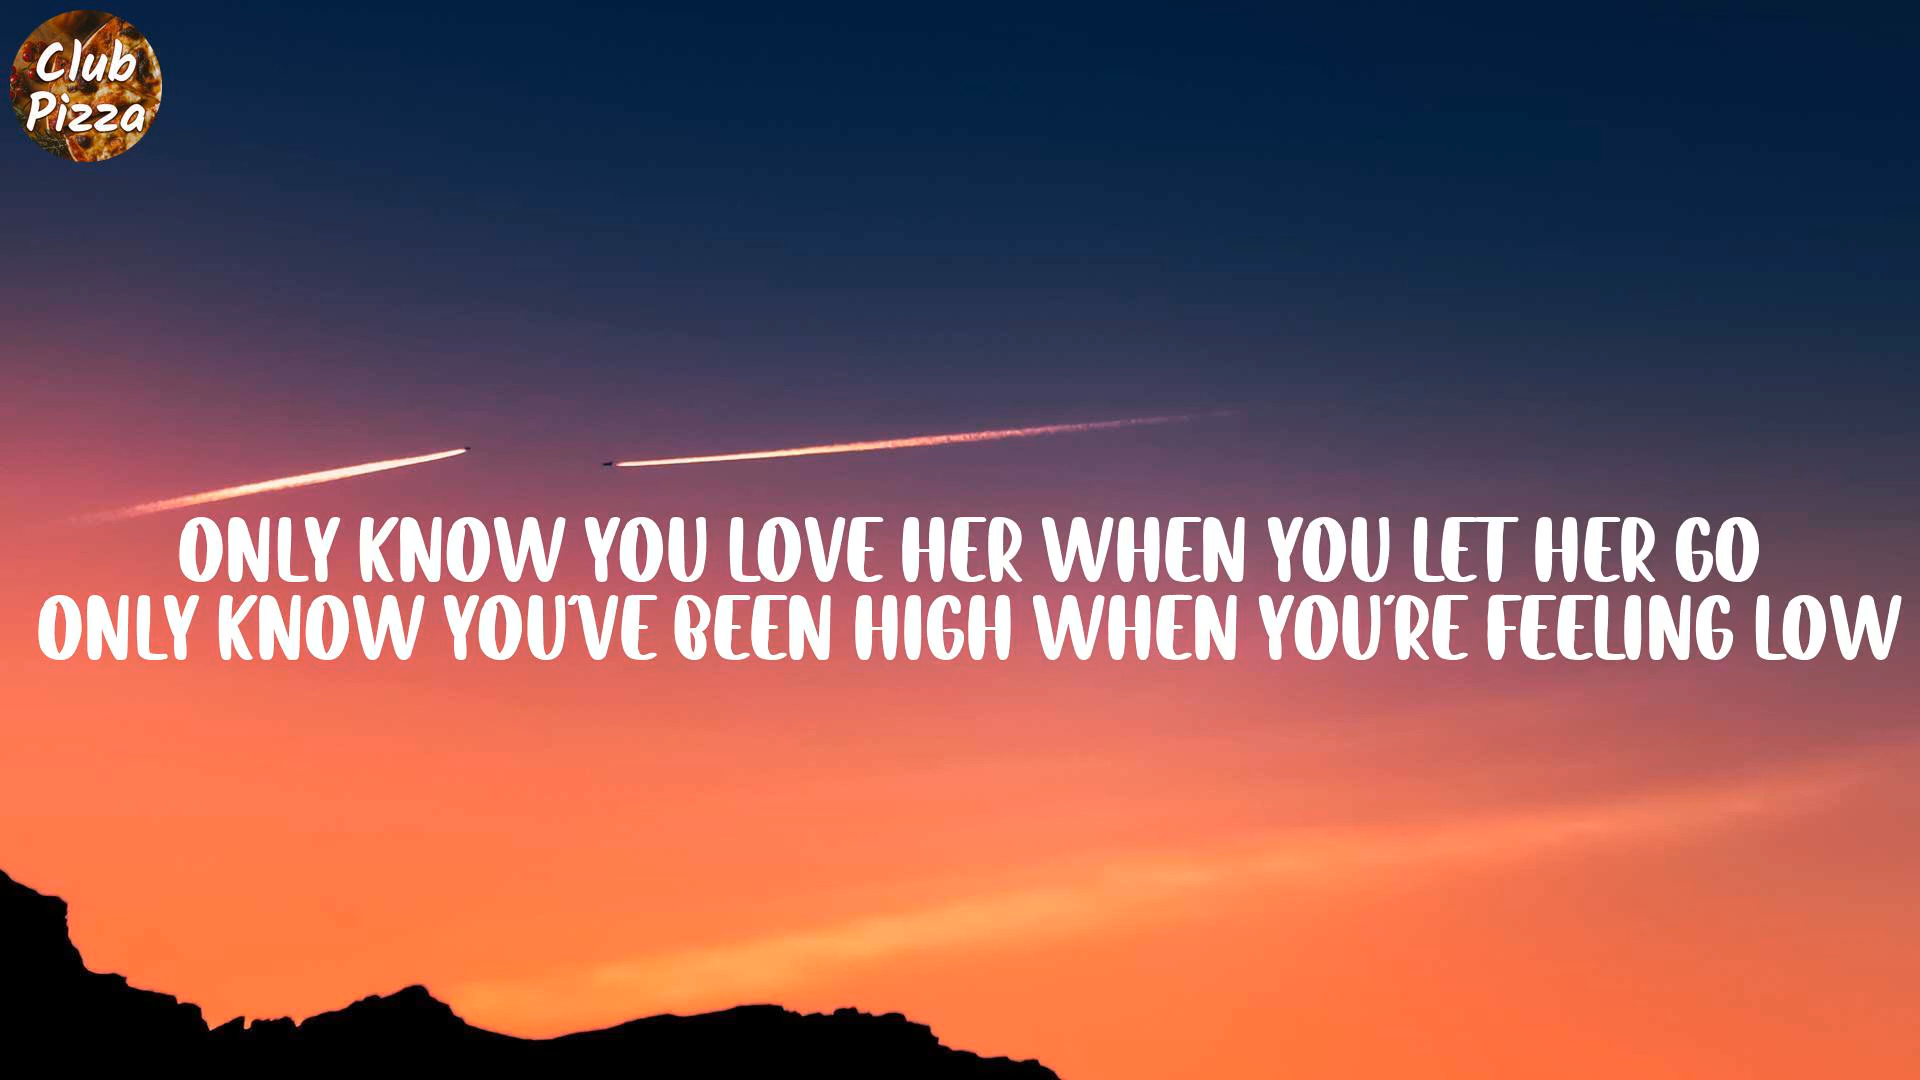 Club
Pizza
ONLY KNOW YOU LOVE HER WHEN YOU LET HER GO
ONLY KNOW YOU'VE BEEN HIGH WHEN YOU'RE FEELING LOW